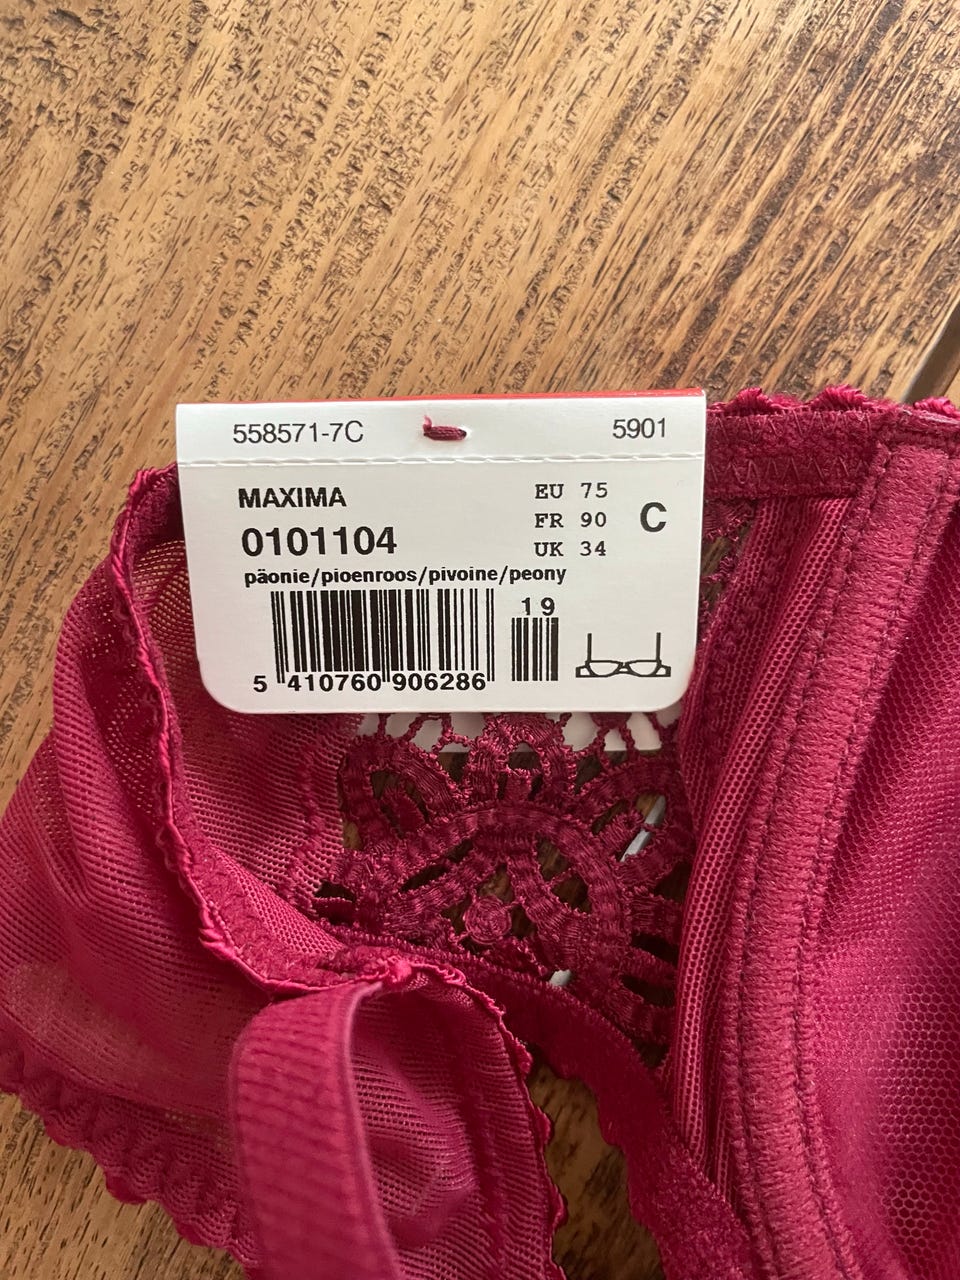 558571-7C 5901
MAXIMA
0101104
EU 75
FR 90
UK 34
C
päonie/pioenroos/pivoine/peony
19
5 410760 906286